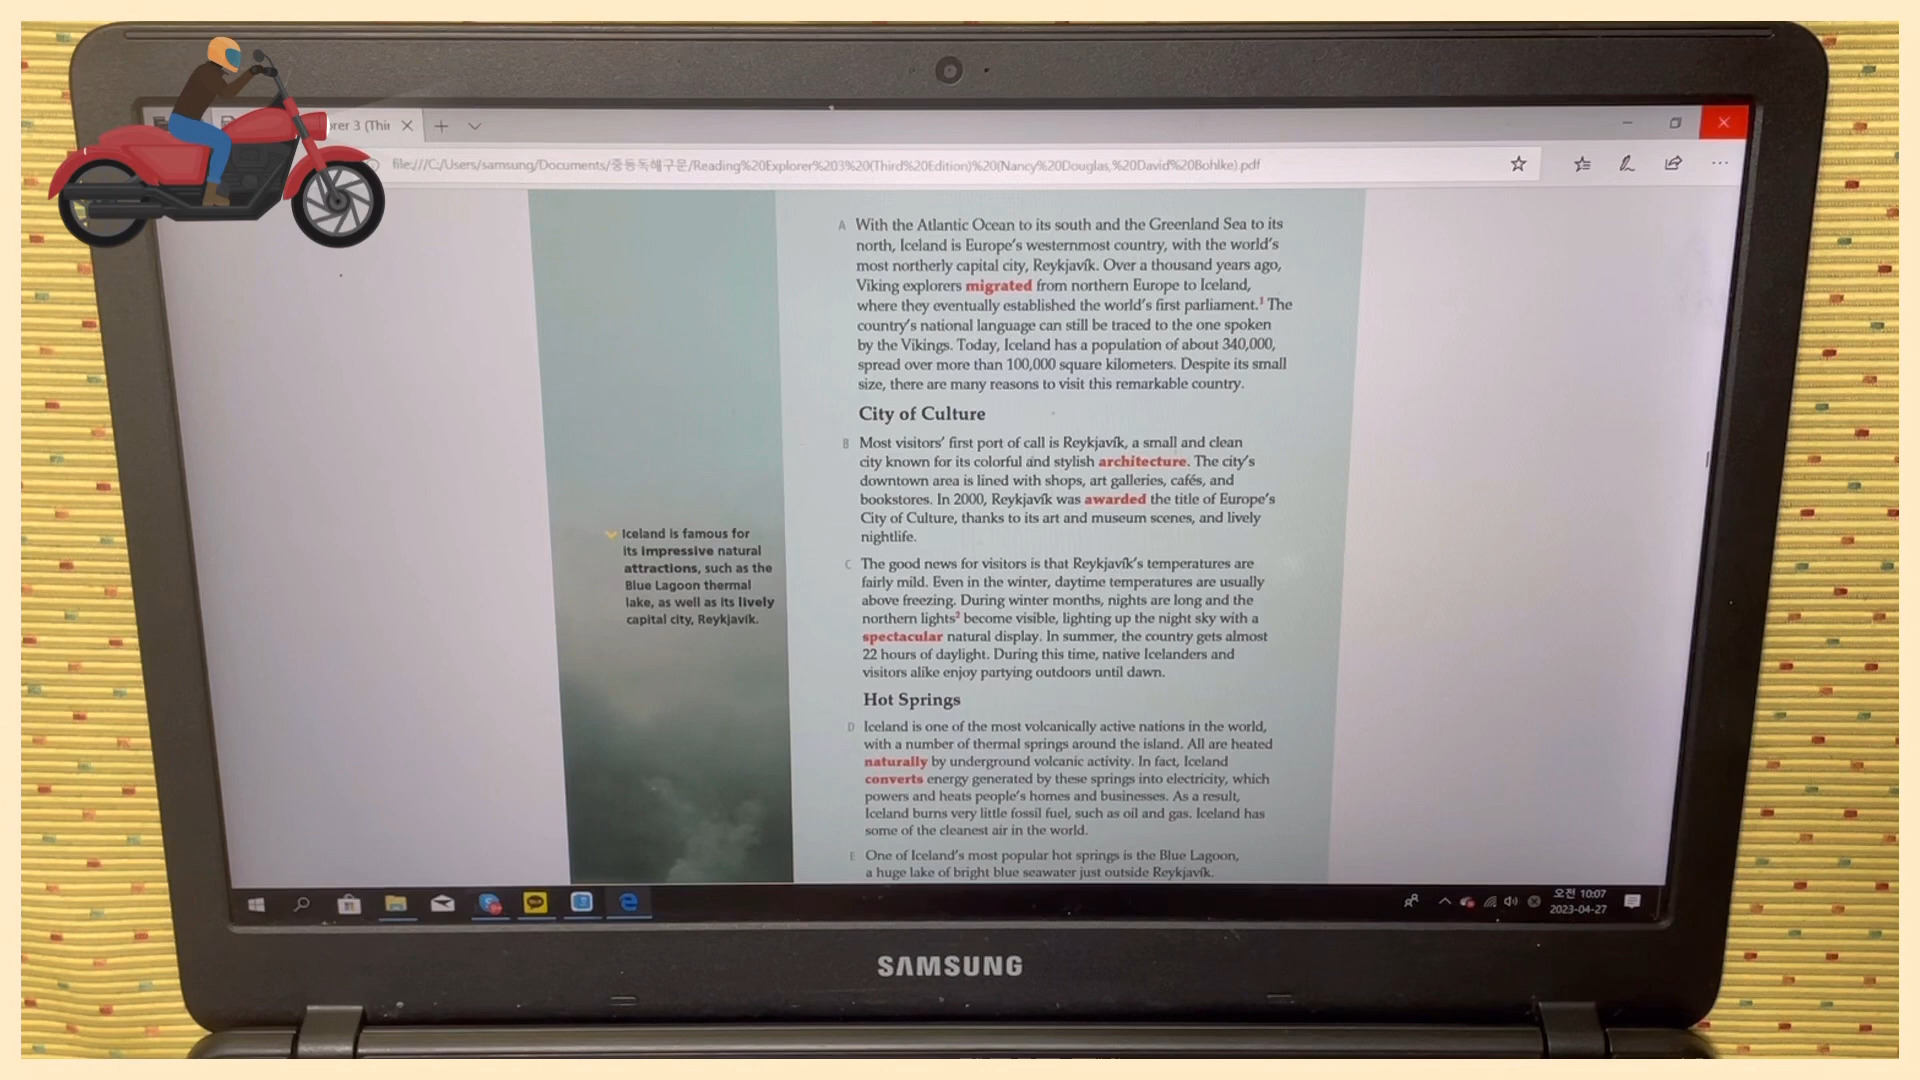 rer 3 (Thir
file:///C:/Users/samsung/Documents/중등독해구문/Reading%20Explorer%203%20(Third%20Edition)%20(Nancy%20Douglas,%20David%20Bohlke).pdf
A With the Atlantic Ocean to its south and the Greenland Sea to its
north, Iceland is Europe's westernmost country, with the world's
most northerly capital city, Reykjavík. Over a thousand years ago,
Viking explorers migrated from northern Europe to Iceland,
where they eventually established the world's first parliament.¹ The
country's national language can still be traced to the one spoken
by the Vikings. Today, Iceland has a population of about 340,000,
spread over more than 100,000 square kilometers. Despite its small
size, there are many reasons to visit this remarkable country.
City of Culture
B Most visitors' first port of call is Reykjavík, a small and clean
city known for its colorful and stylish architecture. The city's
downtown area is lined with shops, art galleries, cafés, and
bookstores. In 2000, Reykjavík was awarded the title of Europe's
City of Culture, thanks to its art and museum scenes, and lively
nightlife.
Iceland is famous for
its impressive natural
attractions, such as the
Blue Lagoon thermal
lake, as well as its lively
capital city, Reykjavík.
C The good news for visitors is that Reykjavík's temperatures are
fairly mild. Even in the winter, daytime temperatures are usually
above freezing. During winter months, nights are long and the
northern lights² become visible, lighting up the night sky with a
spectacular natural display. In summer, the country gets almost
22 hours of daylight. During this time, native Icelanders and
visitors alike enjoy partying outdoors until dawn.
Hot Springs
D Iceland is one of the most volcanically active nations in the world,
with a number of thermal springs around the island. All are heated
naturally by underground volcanic activity. In fact, Iceland
converts energy generated by these springs into electricity, which
powers and heats people's homes and businesses. As a result,
Iceland burns very little fossil fuel, such as oil and gas. Iceland has
some of the cleanest air in the world.
E One of Iceland's most popular hot springs is the Blue Lagoon,
a huge lake of bright blue seawater just outside Reykjavík.
오전 10:07
2023-04-27
SAMSUNG